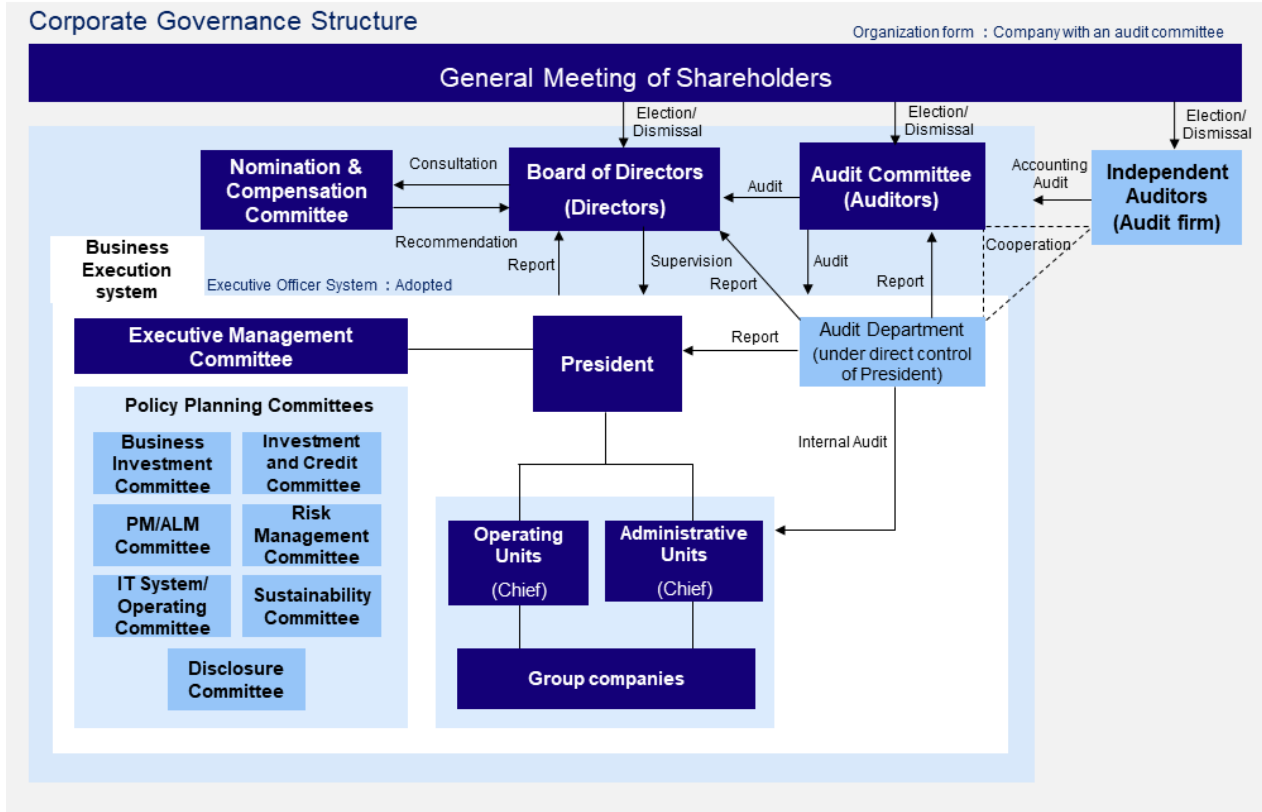 Corporate Governance Structure
Organization form : Company with an audit committee
General Meeting of Shareholders
Election/
Dismissal
Election/
Dismissal
Election/
Dismissal
Nomination &
Compensation
Committee
Consultation
Recommendation
Board of Directors
(Directors)
Audit
Audit Committee
(Auditors)
Accounting
Audit
Independent
Auditors
(Audit firm)
Cooperation
Business
Execution
system
Executive Officer System : Adopted
Report
Supervision
Report
Audit
Report
Executive Management
Committee
President
Report
Audit Department
(under direct control
of President)
Policy Planning Committees
Business
Investment
Committee
Investment
and Credit
Committee
PM/ALM
Committee
Risk
Management
Committee
IT System/
Operating
Committee
Sustainability
Committee
Disclosure
Committee
Internal Audit
Operating
Units
(Chief)
Administrative
Units
(Chief)
Group companies